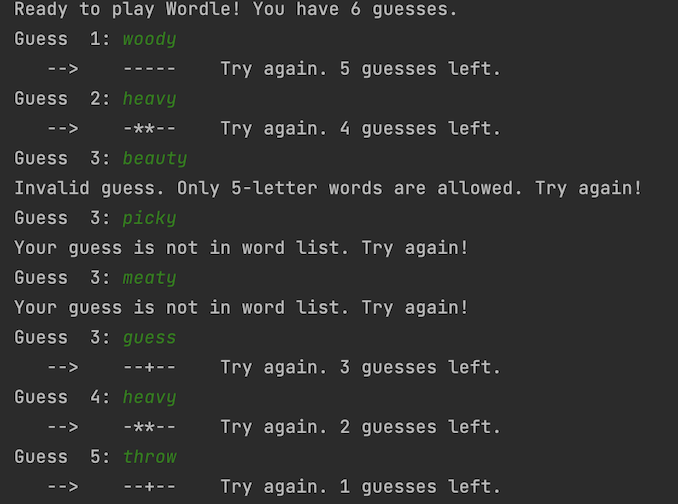 Ready to play Wordle! You have 6 guesses.
Guess  1: woody
   -->    -----    Try again. 5 guesses left.
Guess  2: heavy
   -->    -**--    Try again. 4 guesses left.
Guess  3: beauty
Invalid guess. Only 5-letter words are allowed. Try again!
Guess  3: picky
Your guess is not in word list. Try again!
Guess  3: meaty
Your guess is not in word list. Try again!
Guess  3: guess
   -->    --+--    Try again. 3 guesses left.
Guess  4: heavy
   -->    -**--    Try again. 2 guesses left.
Guess  5: throw
   -->    --+--    Try again. 1 guesses left.